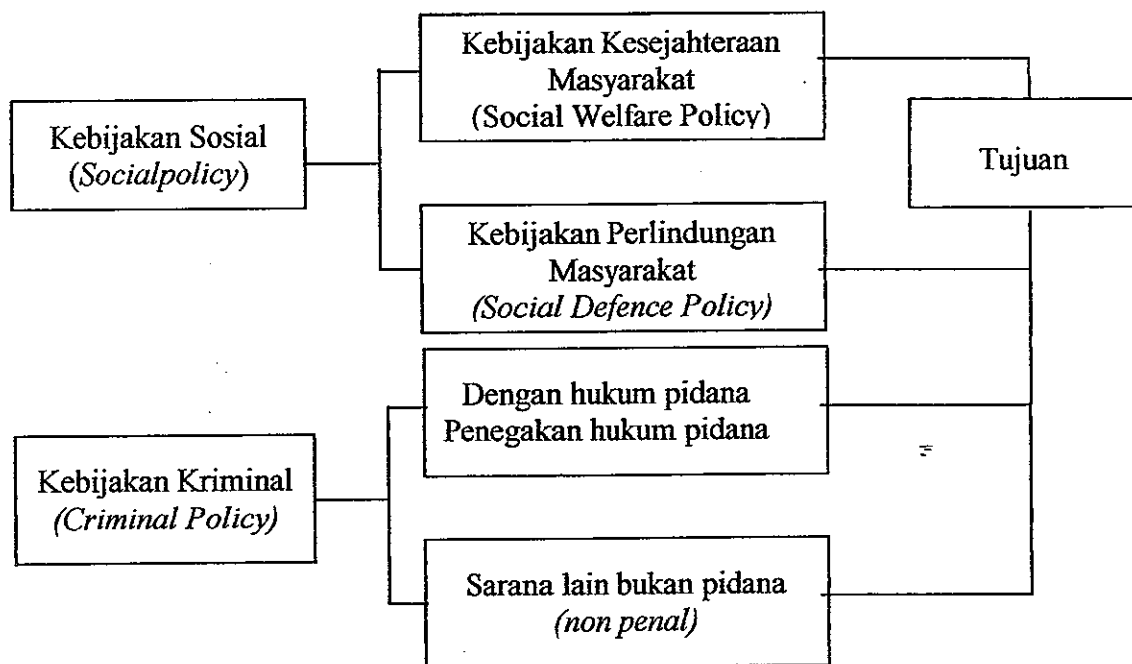 Kebijakan Sosial
(Socialpolicy)
Kebijakan Kesejahteraan
Masyarakat
(Social Welfare Policy)
Kebijakan Perlindungan
Masyarakat
(Social Defence Policy)
Tujuan
Kebijakan Kriminal
(Criminal Policy)
Dengan hukum pidana
Penegakan hukum pidana
Sarana lain bukan pidana
(non penal)